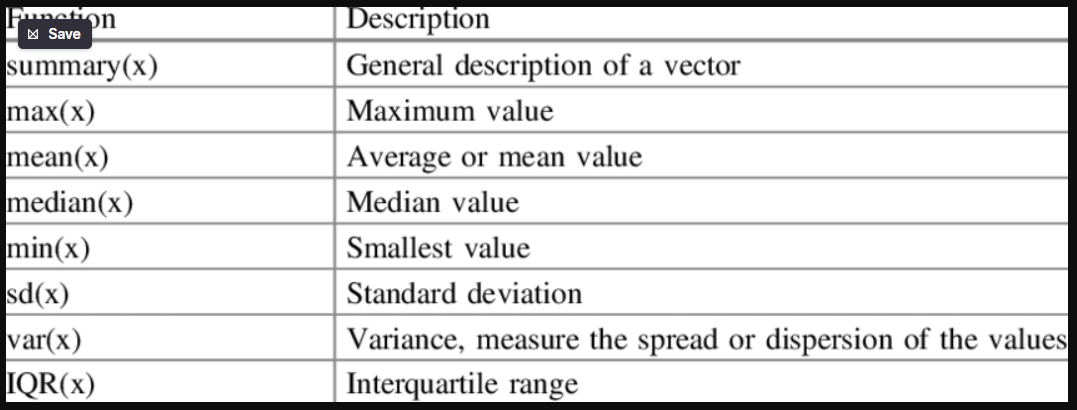 Function Description
Save
summary(x) General description of a vector
max(x) Maximum value
mean(x) Average or mean value
median(x) Median value
min(x) Smallest value
sd(x) Standard deviation
var(x) Variance, measure the spread or dispersion of the values
IQR(x) Interquartile range